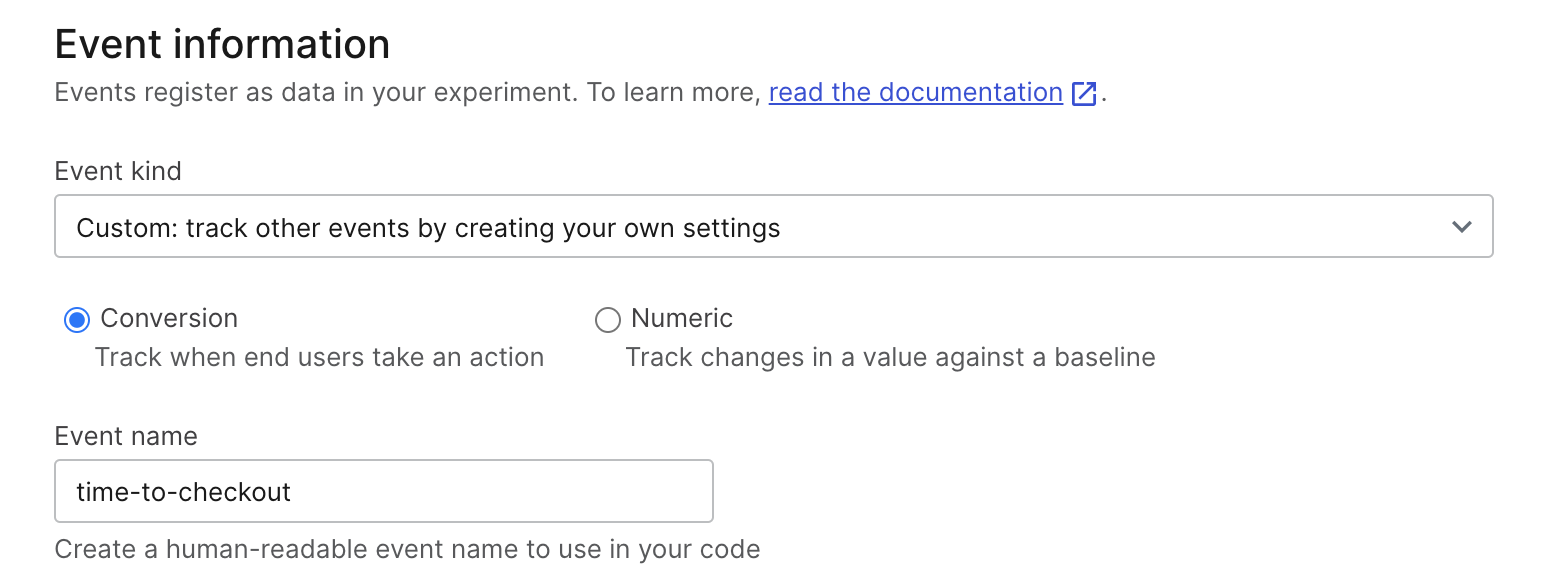 Event information
Events register as data in your experiment. To learn more, read the documentation.
Event kind
Custom: track other events by creating your own settings
Conversion Numeric
Track when end users take an action Track changes in a value against a baseline
Event name
time-to-checkout
Create a human-readable event name to use in your code